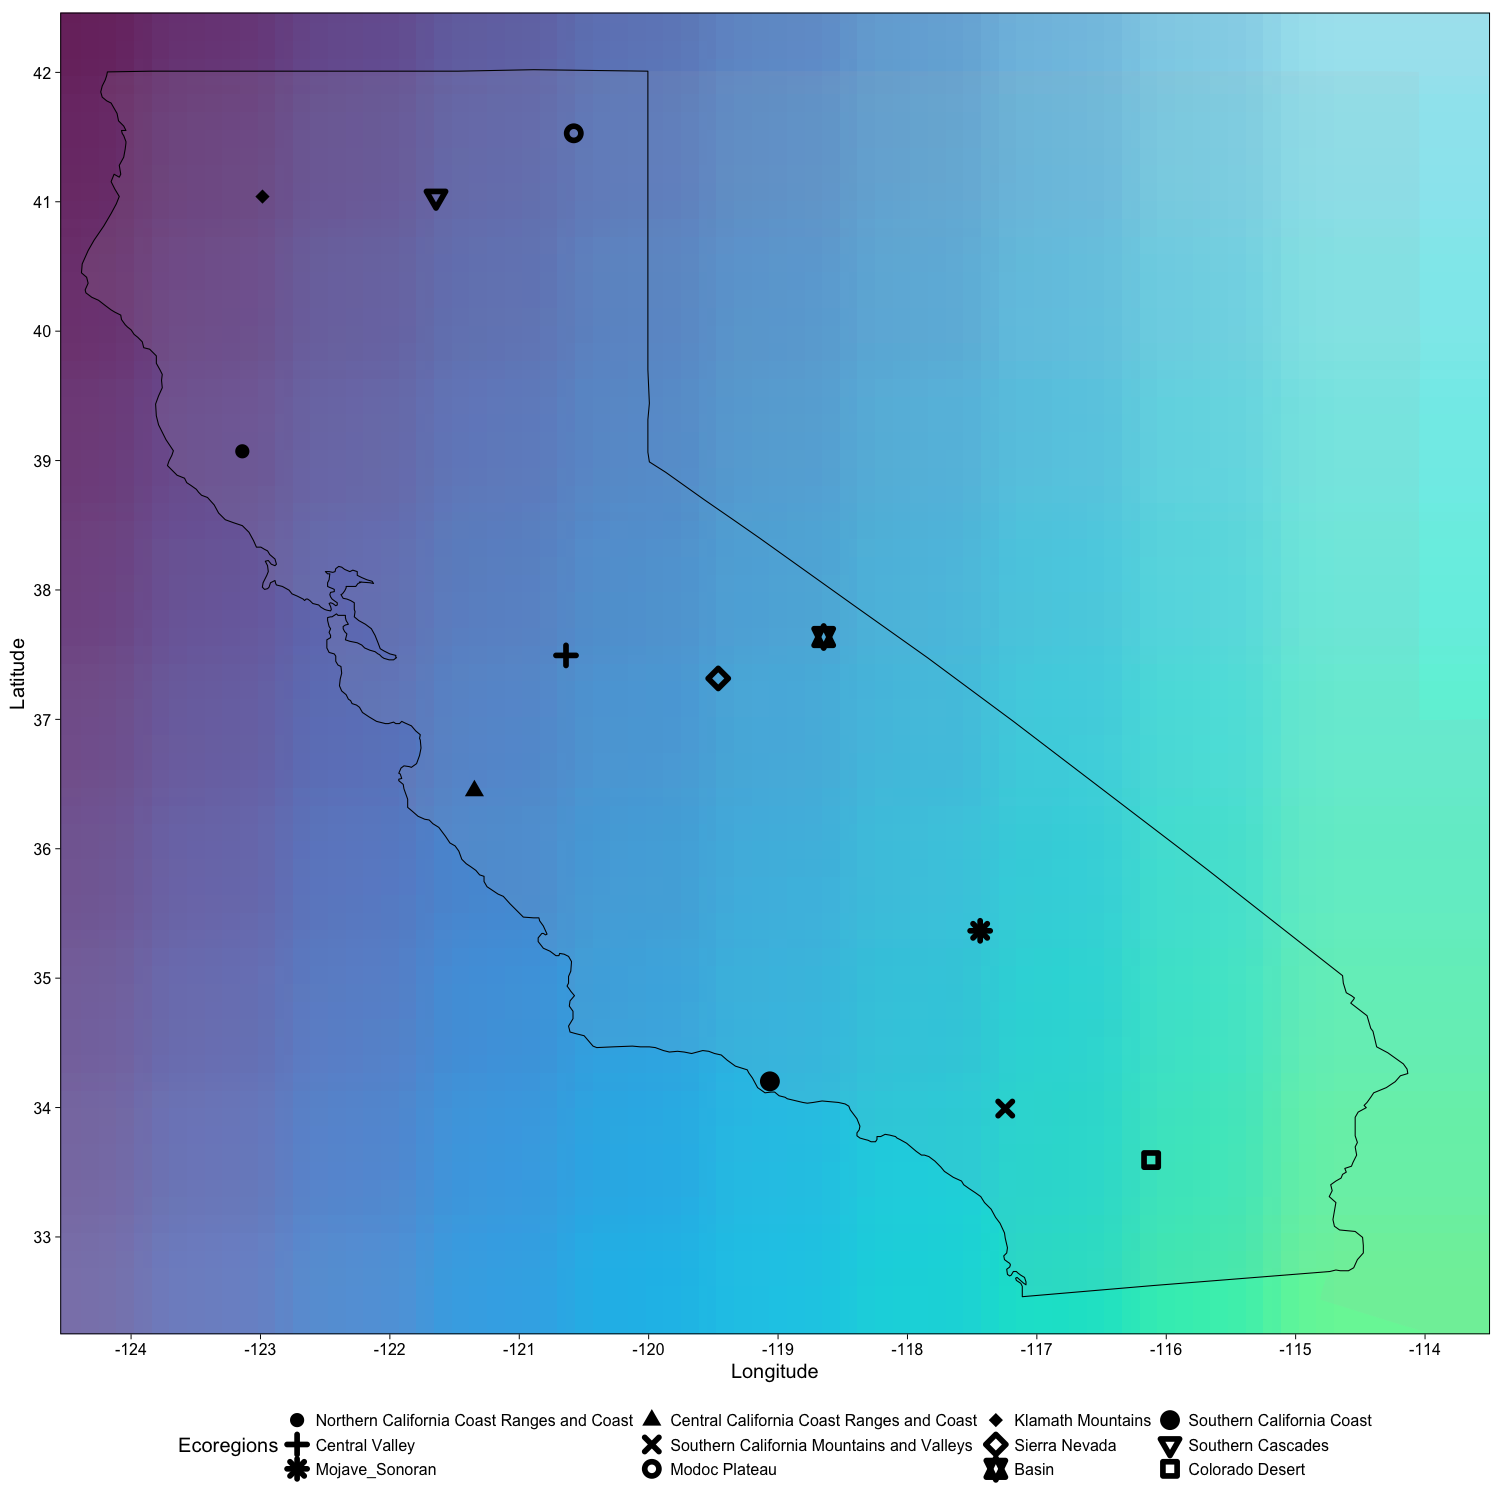 42
41
40
39
38
37
36
35
34
33
Latitude
-124 -123 -122 -121 -120 -119 -118 -117 -116 -115 -114
Longitude
Northern California Coast Ranges and Coast Central California Coast Ranges and Coast Klamath Mountains Southern California Coast
Ecoregions Central Valley Southern California Mountains and Valleys Sierra Nevada Southern Cascades
Mojave_Sonoran Modoc Plateau Basin Colorado Desert